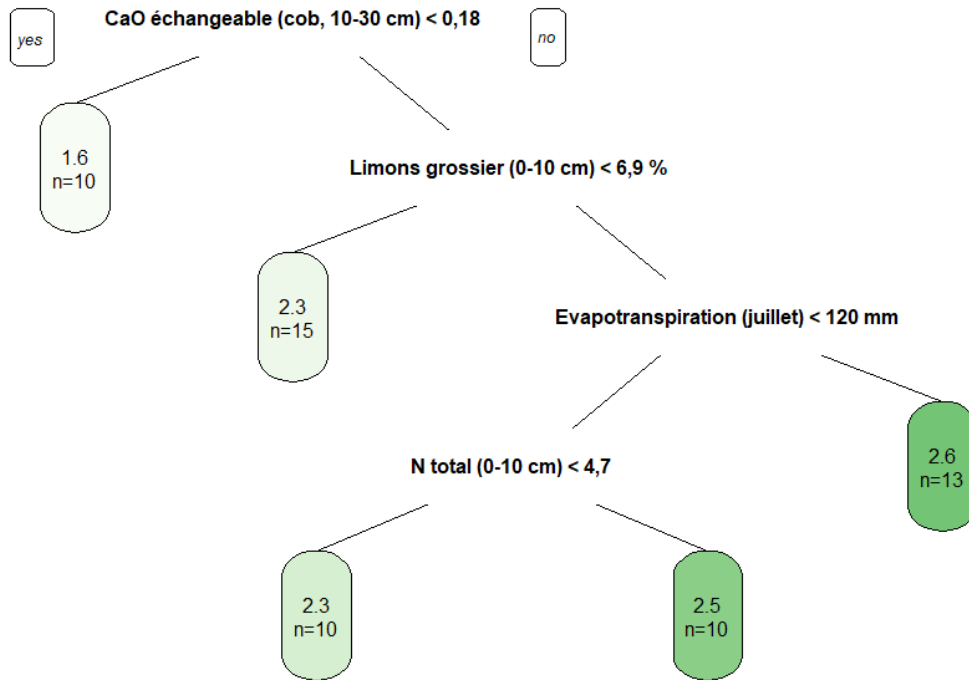 CaO échangeable (cob, 10-30 cm) < 0,18
yes
no
1.6
n=10
Limons grossier (0-10 cm) < 6,9 %
2.3
n=15
Evapotranspiration (juillet) < 120 mm
2.6
n=13
N total (0-10 cm) < 4,7
2.3
n=10
2.5
n=10